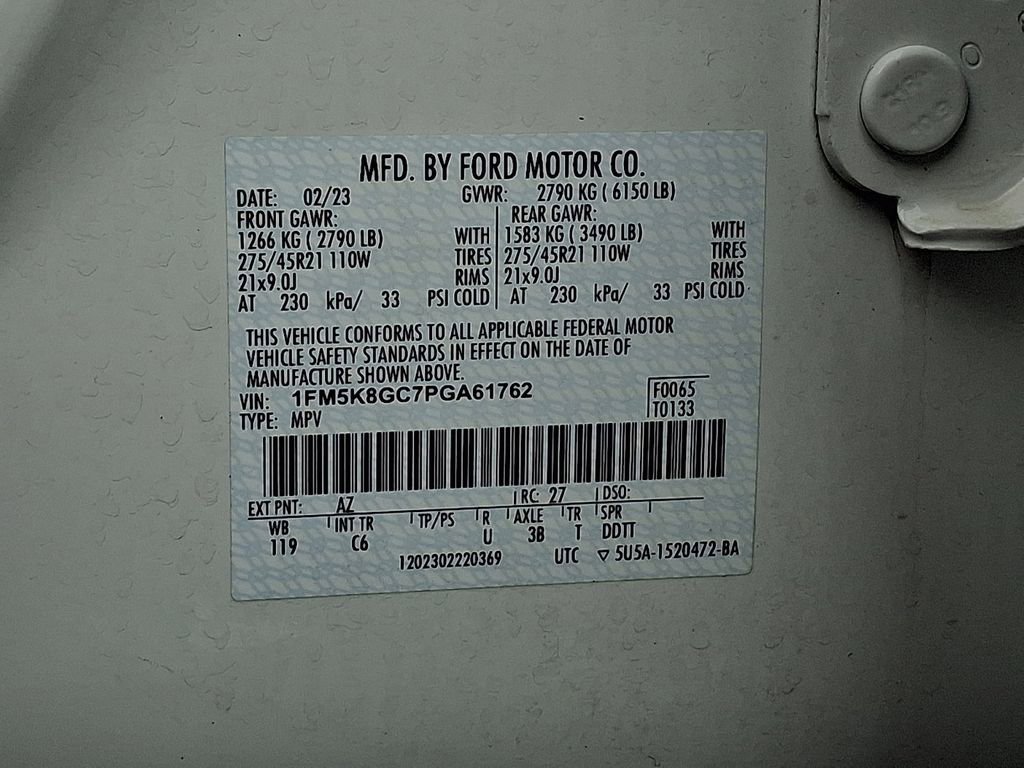 MFD. BY FORD MOTOR CO.
DATE: 02/23 GVWR: 2790 KG ( 6150 LB)
FRONT GAWR: REAR GAWR:
1266 KG ( 2790 LB) WITH 1583 KG ( 3490 LB) WITH
275/45R21 110W TIRES 275/45R21 110W TIRES
21x9.0J RIMS 21x9.0J RIMS
AT 230 kPa/ 33 PSI COLD AT 230 kPa/ 33 PSI COLD
THIS VEHICLE CONFORMS TO ALL APPLICABLE FEDERAL MOTOR
VEHICLE SAFETY STANDARDS IN EFFECT ON THE DATE OF
MANUFACTURE SHOWN ABOVE.
VIN: 1FM5K8GC7PGA61762 F0065
TYPE: MPV T0133
EXT PNT: AZ RC: 27 DSO:
WB INT TR TP/PS R AXLE TR SPR
119 C6 U 3B T DDTT
1202302220369 UTC ▽ 5U5A-1520472-BA